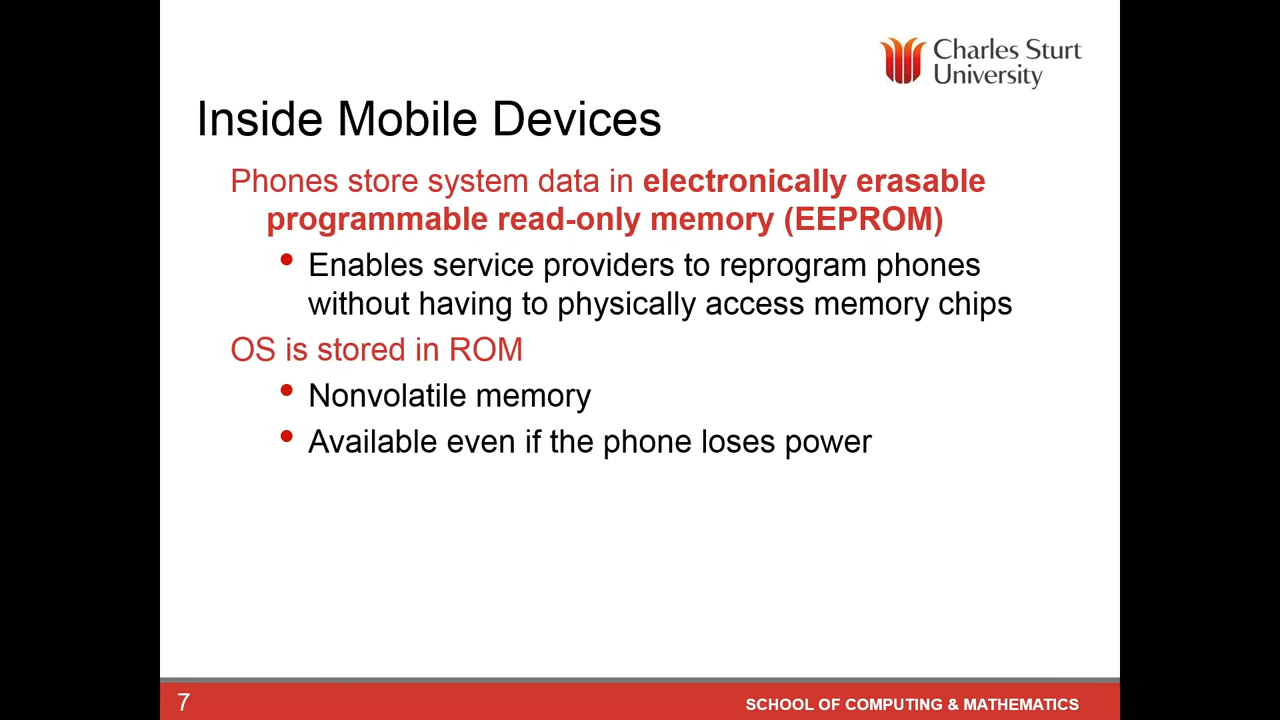 Charles Sturt
University
Inside Mobile Devices
Phones store system data in electronically erasable
programmable read-only memory (EEPROM)
• Enables service providers to reprogram phones
without having to physically access memory chips
OS is stored in ROM
• Nonvolatile memory
• Available even if the phone loses power
7
SCHOOL OF COMPUTING & MATHEMATICS